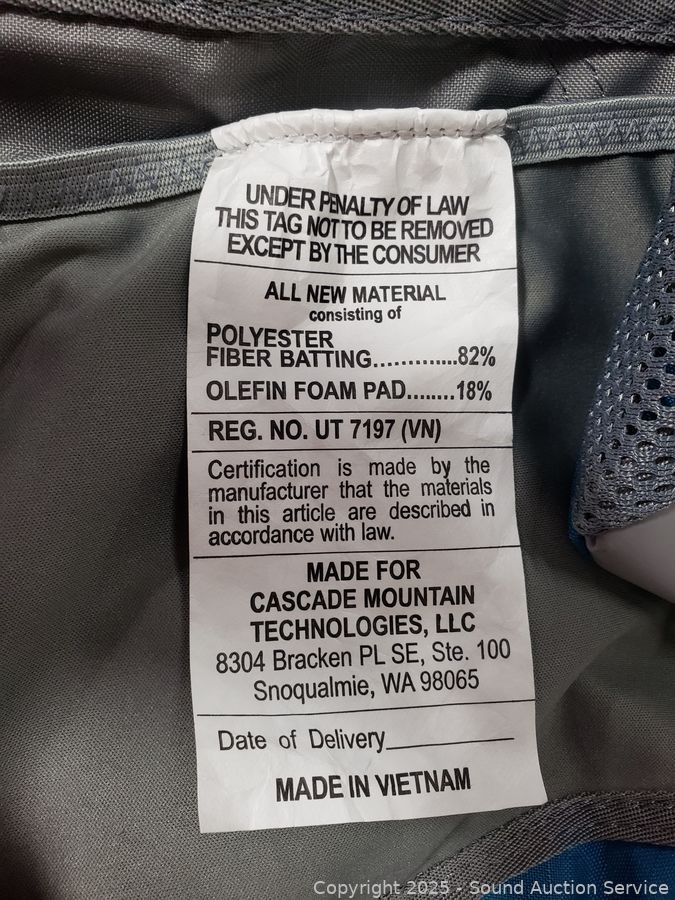 UNDER PENALTY OF LAW
THIS TAG NOT TO BE REMOVED
EXCEPT BY THE CONSUMER
ALL NEW MATERIAL
consisting of
POLYESTER
FIBER BATTING............82%
OLEFIN FOAM PAD........18%
REG. NO. UT 7197 (VN)
Certification is made by the
manufacturer that the materials
in this article are described in
accordance with law.
MADE FOR
CASCADE MOUNTAIN
TECHNOLOGIES, LLC
8304 Bracken PL SE, Ste. 100
Snoqualmie, WA 98065
Date of Delivery___________
MADE IN VIETNAM
Copyright 2025 - Sound Auction Service